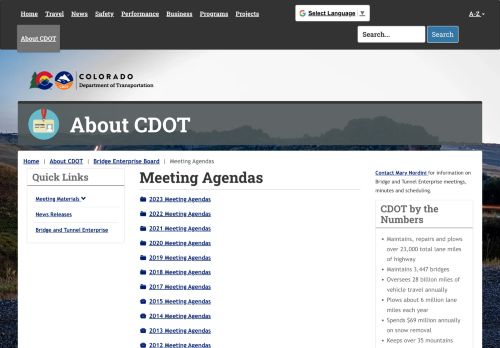 Home Travel News Safety Performance Business Programs Projects
Select Language ▼
A-Z
About CDOT
Search... Search
COLORADO
Department of Transportation
About CDOT
Home | About CDOT | Bridge Enterprise Board | Meeting Agendas
Quick Links
Meeting Materials
News Releases
Bridge and Tunnel Enterprise
Meeting Agendas
2023 Meeting Agendas
2022 Meeting Agendas
2021 Meeting Agendas
2020 Meeting Agendas
2019 Meeting Agendas
2018 Meeting Agendas
2017 Meeting Agendas
2015 Meeting Agendas
2014 Meeting Agendas
2013 Meeting Agendas
2012 Meeting Agendas
Contact Mary Nordini for information on
Bridge and Tunnel Enterprise meetings,
minutes and scheduling.
CDOT by the
Numbers
Maintains, repairs and plows
over 23,000 total lane miles
of highway
Maintains 3,447 bridges
Oversees 28 billion miles of
vehicle travel annually
Plows about 6 million lane
miles each year
Spends $69 million annually
on snow removal
Keeps over 35 mountains